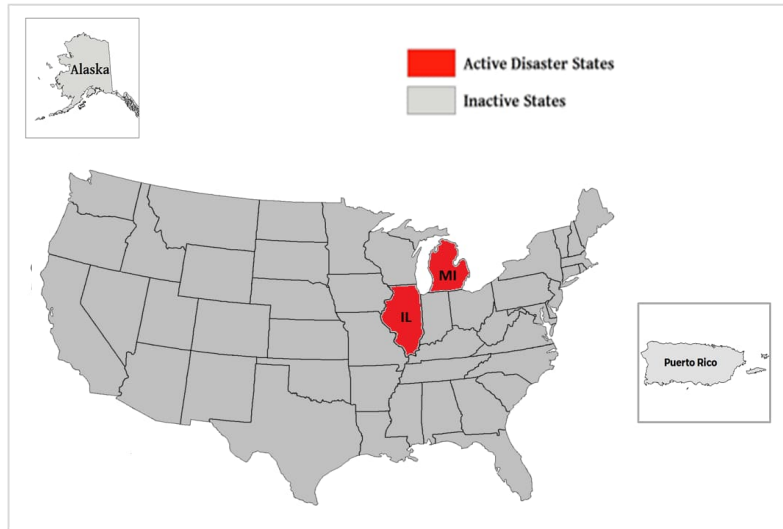 Alaska
Active Disaster States
Inactive States
MI
IL
Puerto Rico